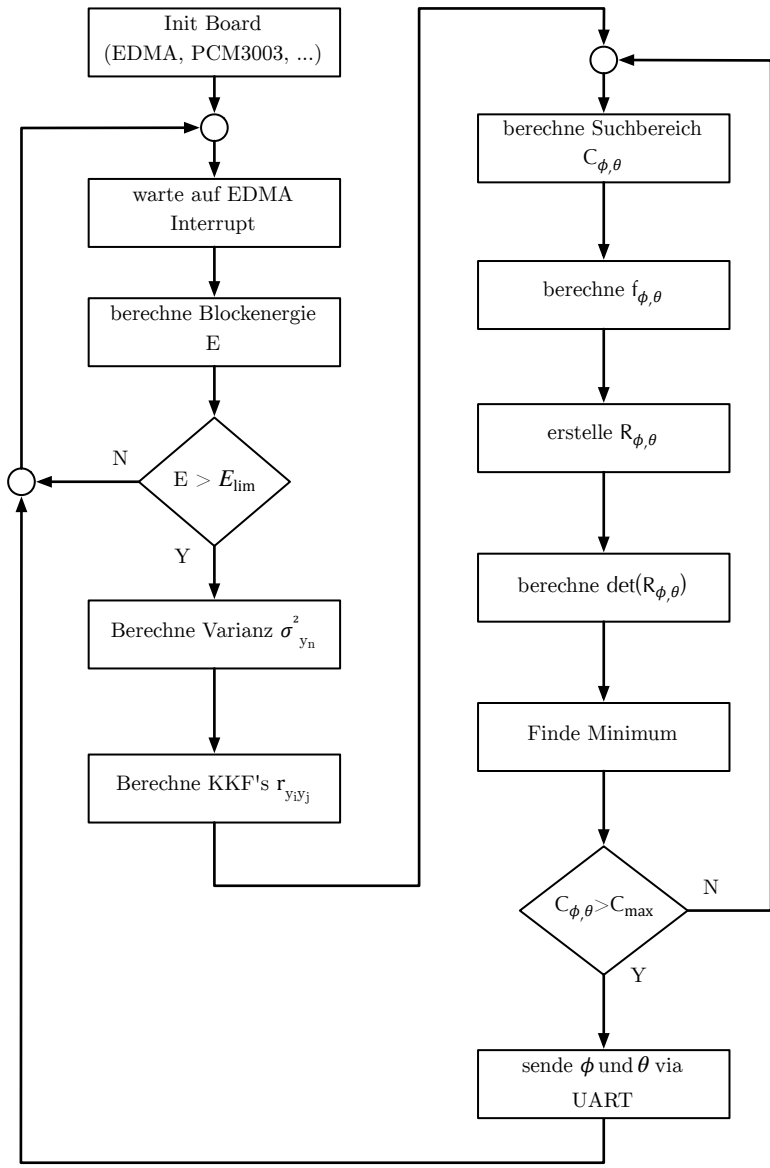 Init Board
(EDMA, PCM3003, ...)
warte auf EDMA
Interrupt
berechne Blockenergie
E
N
E > E_lim
Y
Berechne Varianz σ²_yₙ
Berechne KKF's r_yᵢyⱼ
berechne Suchbereich
C_ϕ,θ
berechne f_ϕ,θ
erstelle R_ϕ,θ
berechne det(R_ϕ,θ)
Finde Minimum
N
C_ϕ,θ>C_max
Y
sende ϕ und θ via
UART